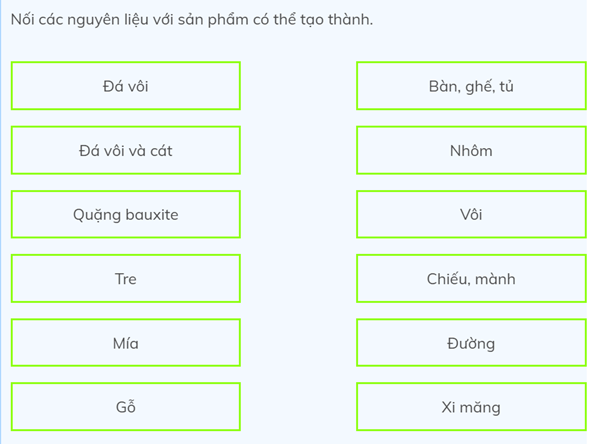 Nối các nguyên liệu với sản phẩm có thể tạo thành.
Đá vôi
Bàn, ghế, tủ
Đá vôi và cát
Nhôm
Quặng bauxite
Vôi
Tre
Chiếu, mành
Mía
Đường
Gỗ
Xi măng